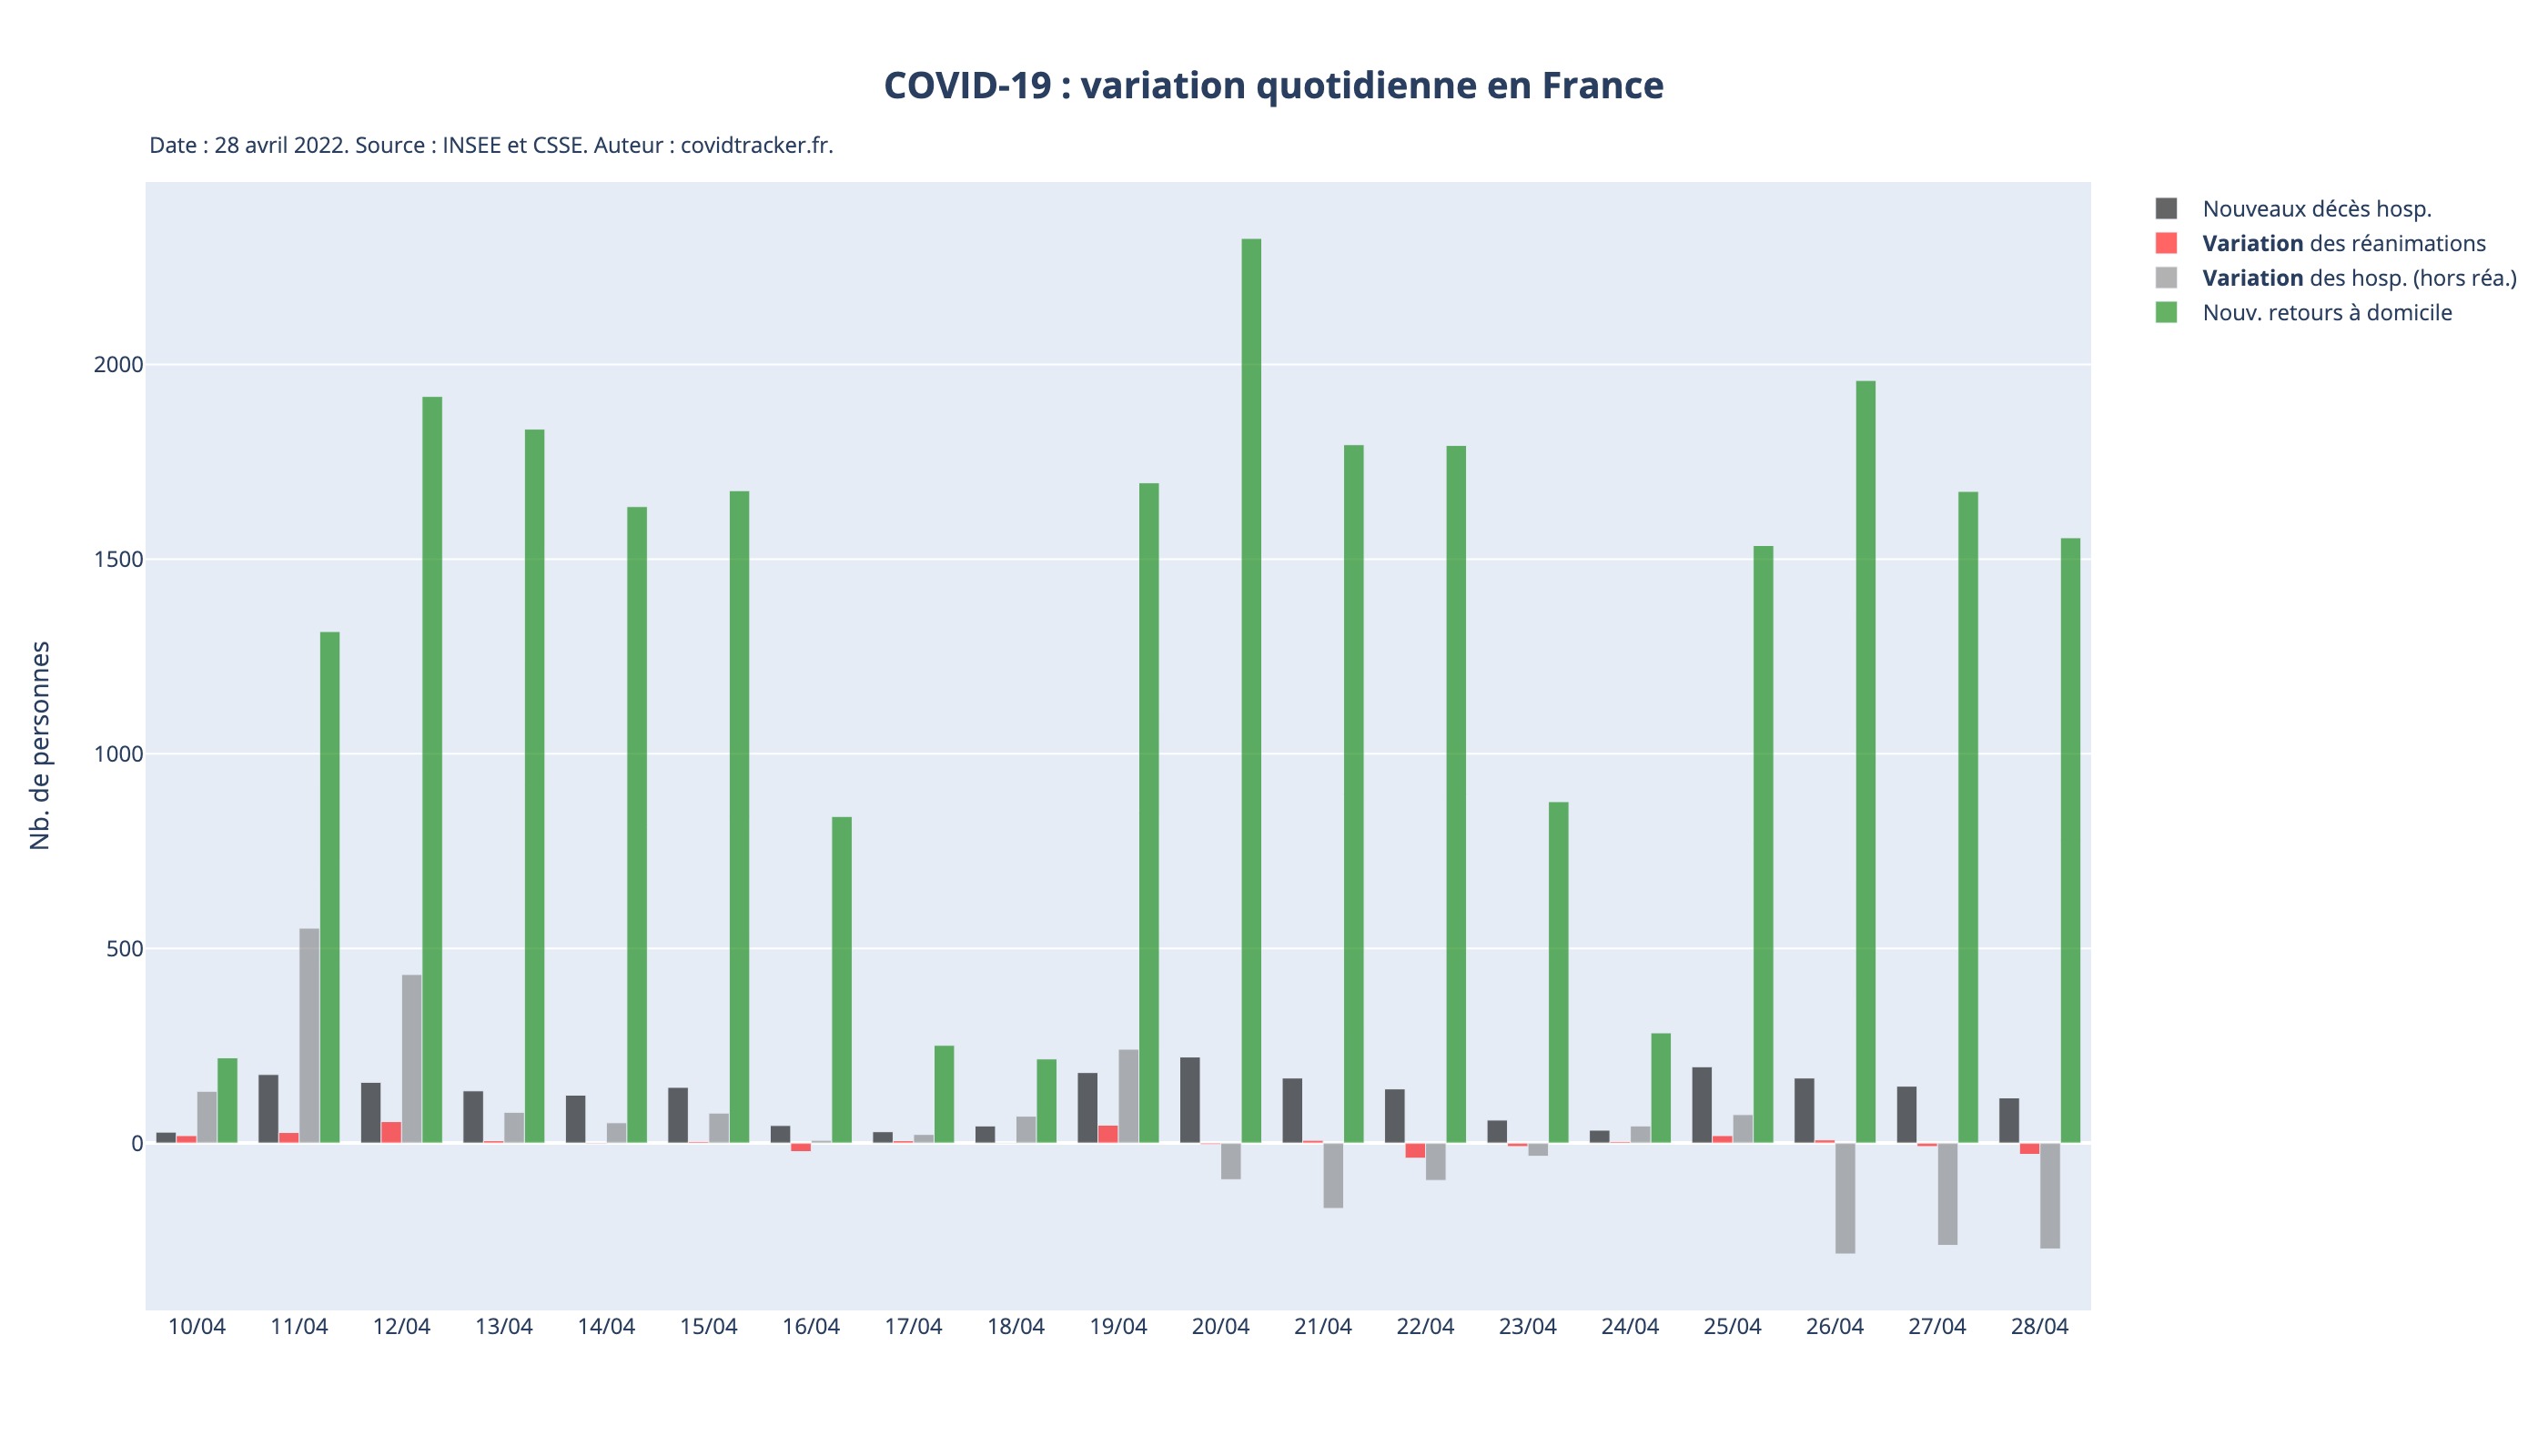 COVID-19 : variation quotidienne en France
Date : 28 avril 2022. Source : INSEE et CSSE. Auteur : covidtracker.fr.
Nouveaux décès hosp.
Variation des réanimations
Variation des hosp. (hors réa.)
Nouv. retours à domicile
Nb. de personnes
2000
1500
1000
500
0
10/04 11/04 12/04 13/04 14/04 15/04 16/04 17/04 18/04 19/04 20/04 21/04 22/04 23/04 24/04 25/04 26/04 27/04 28/04